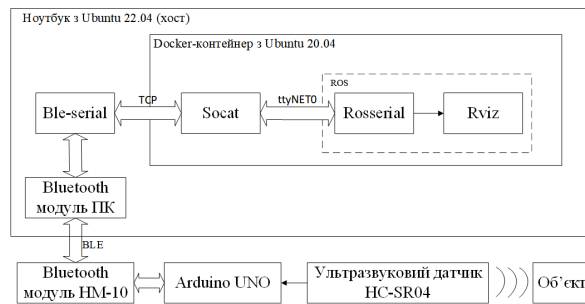 Ноутбук з Ubuntu 22.04 (хост)
Docker-контейнер з Ubuntu 20.04
ROS
Ble-serial
TCP
Socat
ttyNET0
Rosserial
Rviz
Bluetooth
модуль ПК
BLE
Bluetooth
модуль HM-10
Arduino UNO
Ультразвуковий датчик
HC-SR04
Об’єкт